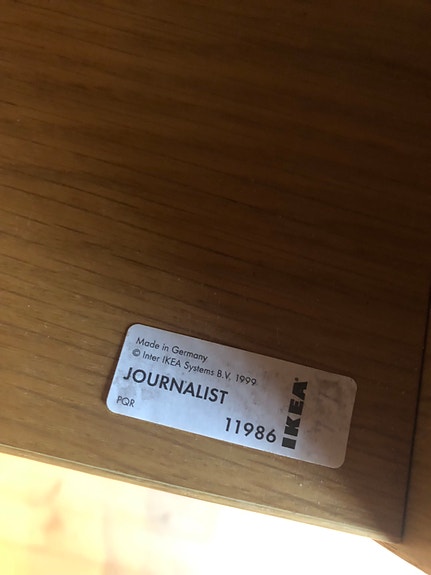 Made in Germany
© Inter IKEA Systems B.V. 1999
JOURNALIST
PQR
11986
IKEA®